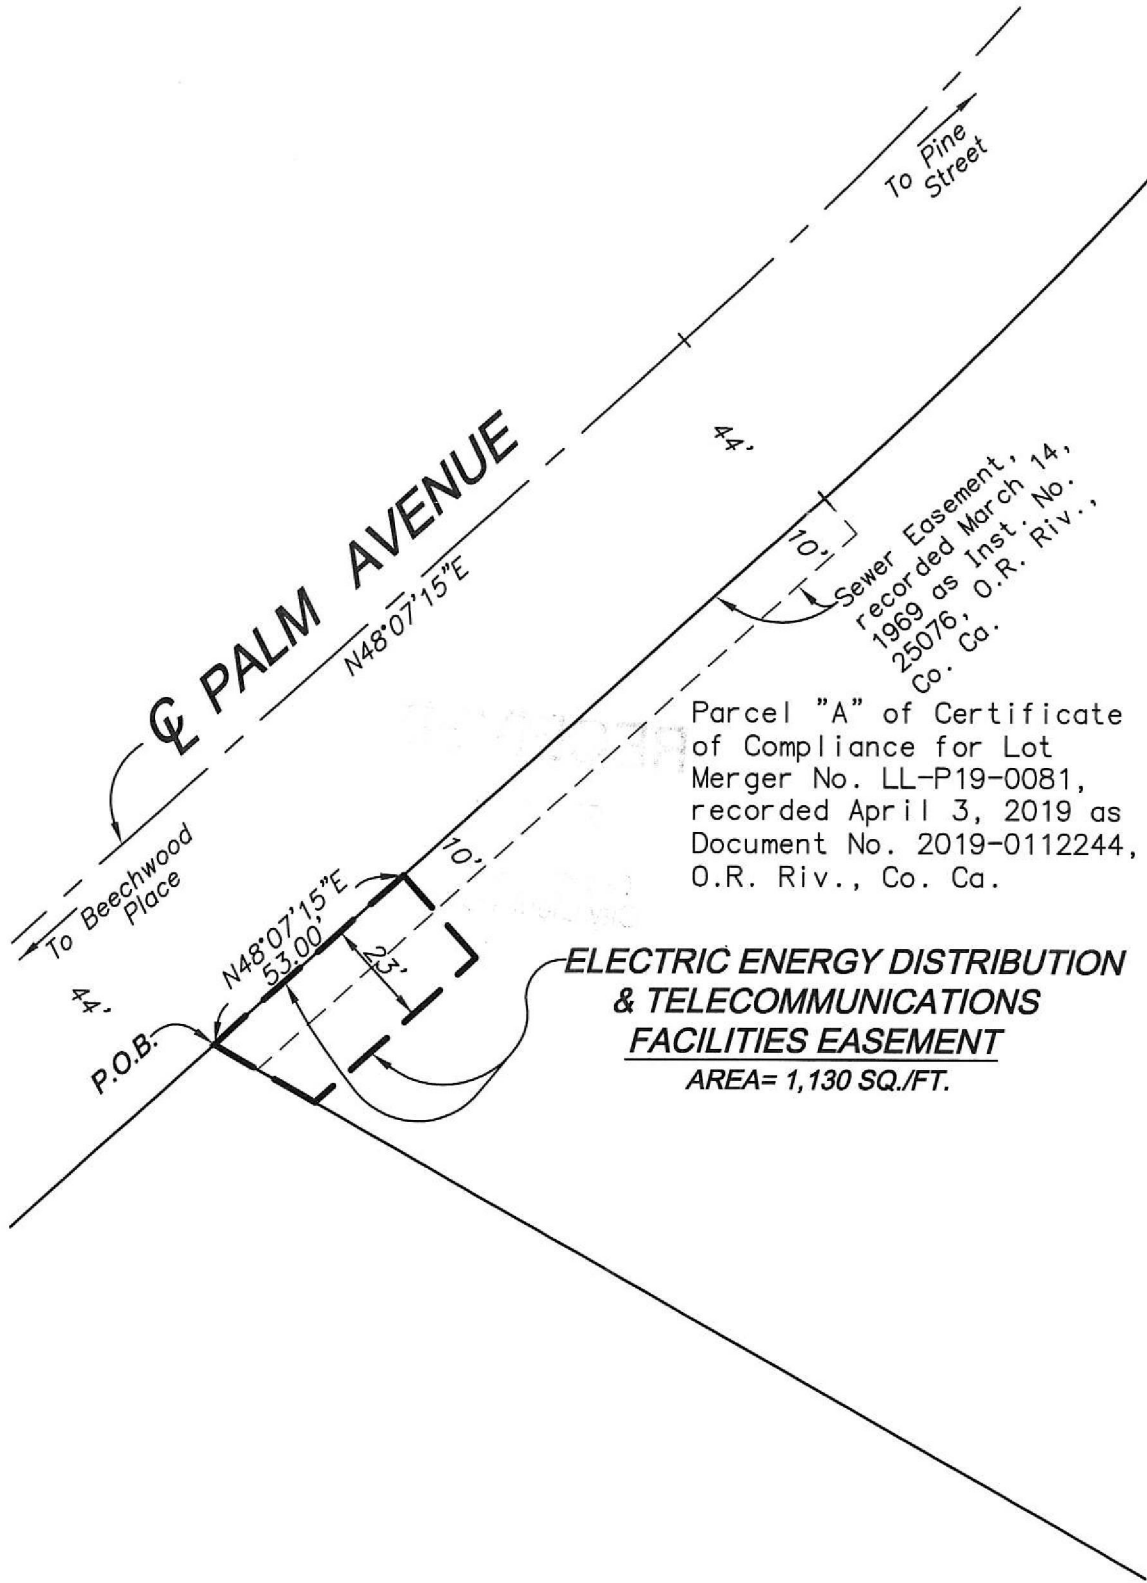 To Pine
Street
44'
10'
Sewer Easement,
recorded March 14,
1969 as Inst. No.
25076, O.R. Riv.,
Co. Ca.
℄ PALM AVENUE
N48°07'15"E
Parcel "A" of Certificate
of Compliance for Lot
Merger No. LL-P19-0081,
recorded April 3, 2019 as
Document No. 2019-0112244,
O.R. Riv., Co. Ca.
To Beechwood
Place
10'
N48°07'15"E
53.00'
23'
44'
P.O.B.
ELECTRIC ENERGY DISTRIBUTION
& TELECOMMUNICATIONS
FACILITIES EASEMENT
AREA= 1,130 SQ./FT.